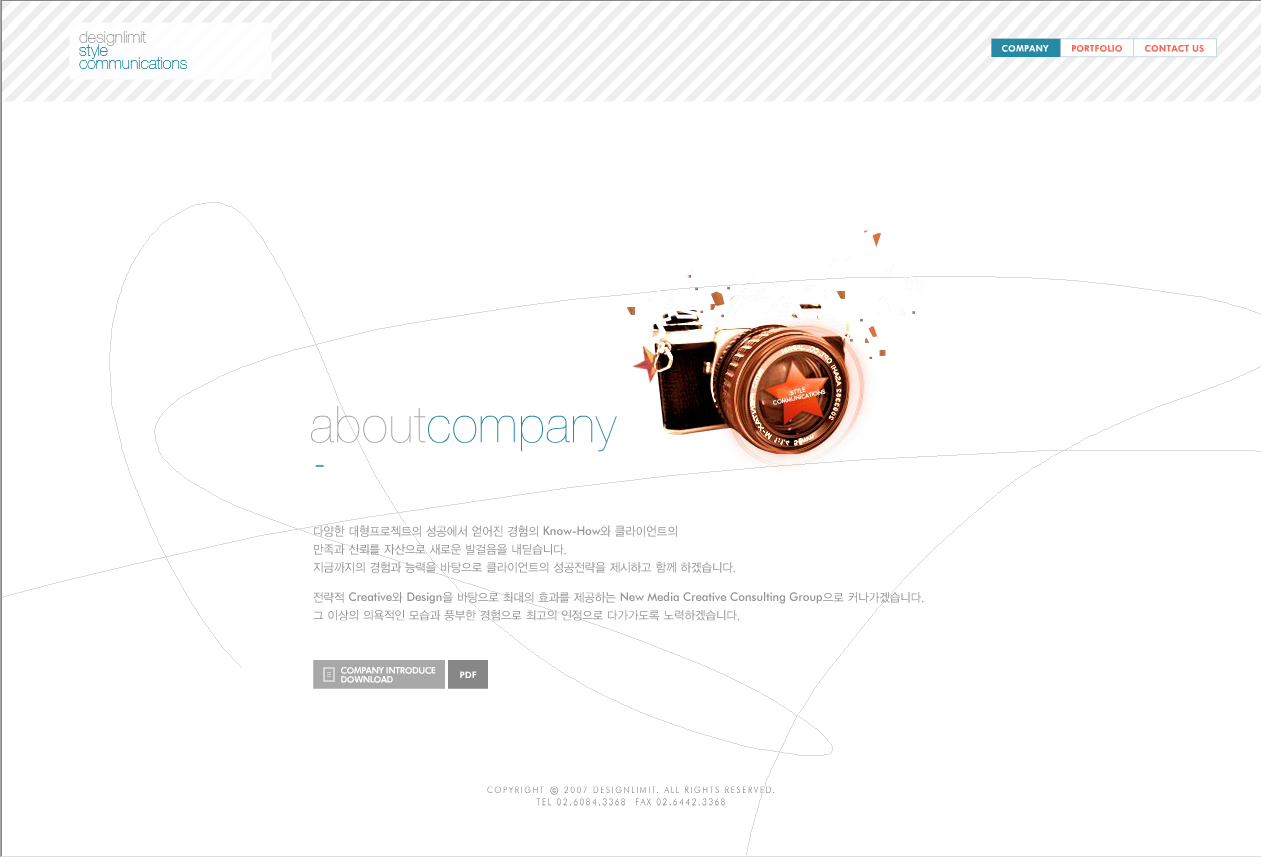 designlimit
style
communications
COMPANY
PORTFOLIO
CONTACT US
STYLE
COMMUNICATIONS
aboutcompany
다양한 대형프로젝트의 성공에서 얻어진 경험의 Know-How와 클라이언트의
만족과 신뢰를 자산으로 새로운 발걸음을 내딛습니다.
지금까지의 경험과 능력을 바탕으로 클라이언트의 성공전략을 제시하고 함께 하겠습니다.
전략적 Creative와 Design을 바탕으로 최대의 효과를 제공하는 New Media Creative Consulting Group으로 커나가겠습니다.
그 이상의 의욕적인 모습과 풍부한 경험으로 최고의 인정으로 다가가도록 노력하겠습니다.
COMPANY INTRODUCE
DOWNLOAD
PDF
COPYRIGHT © 2007 DESIGNLIMIT. ALL RIGHTS RESERVED.
TEL 02.6084.3368 FAX 02.6442.3368